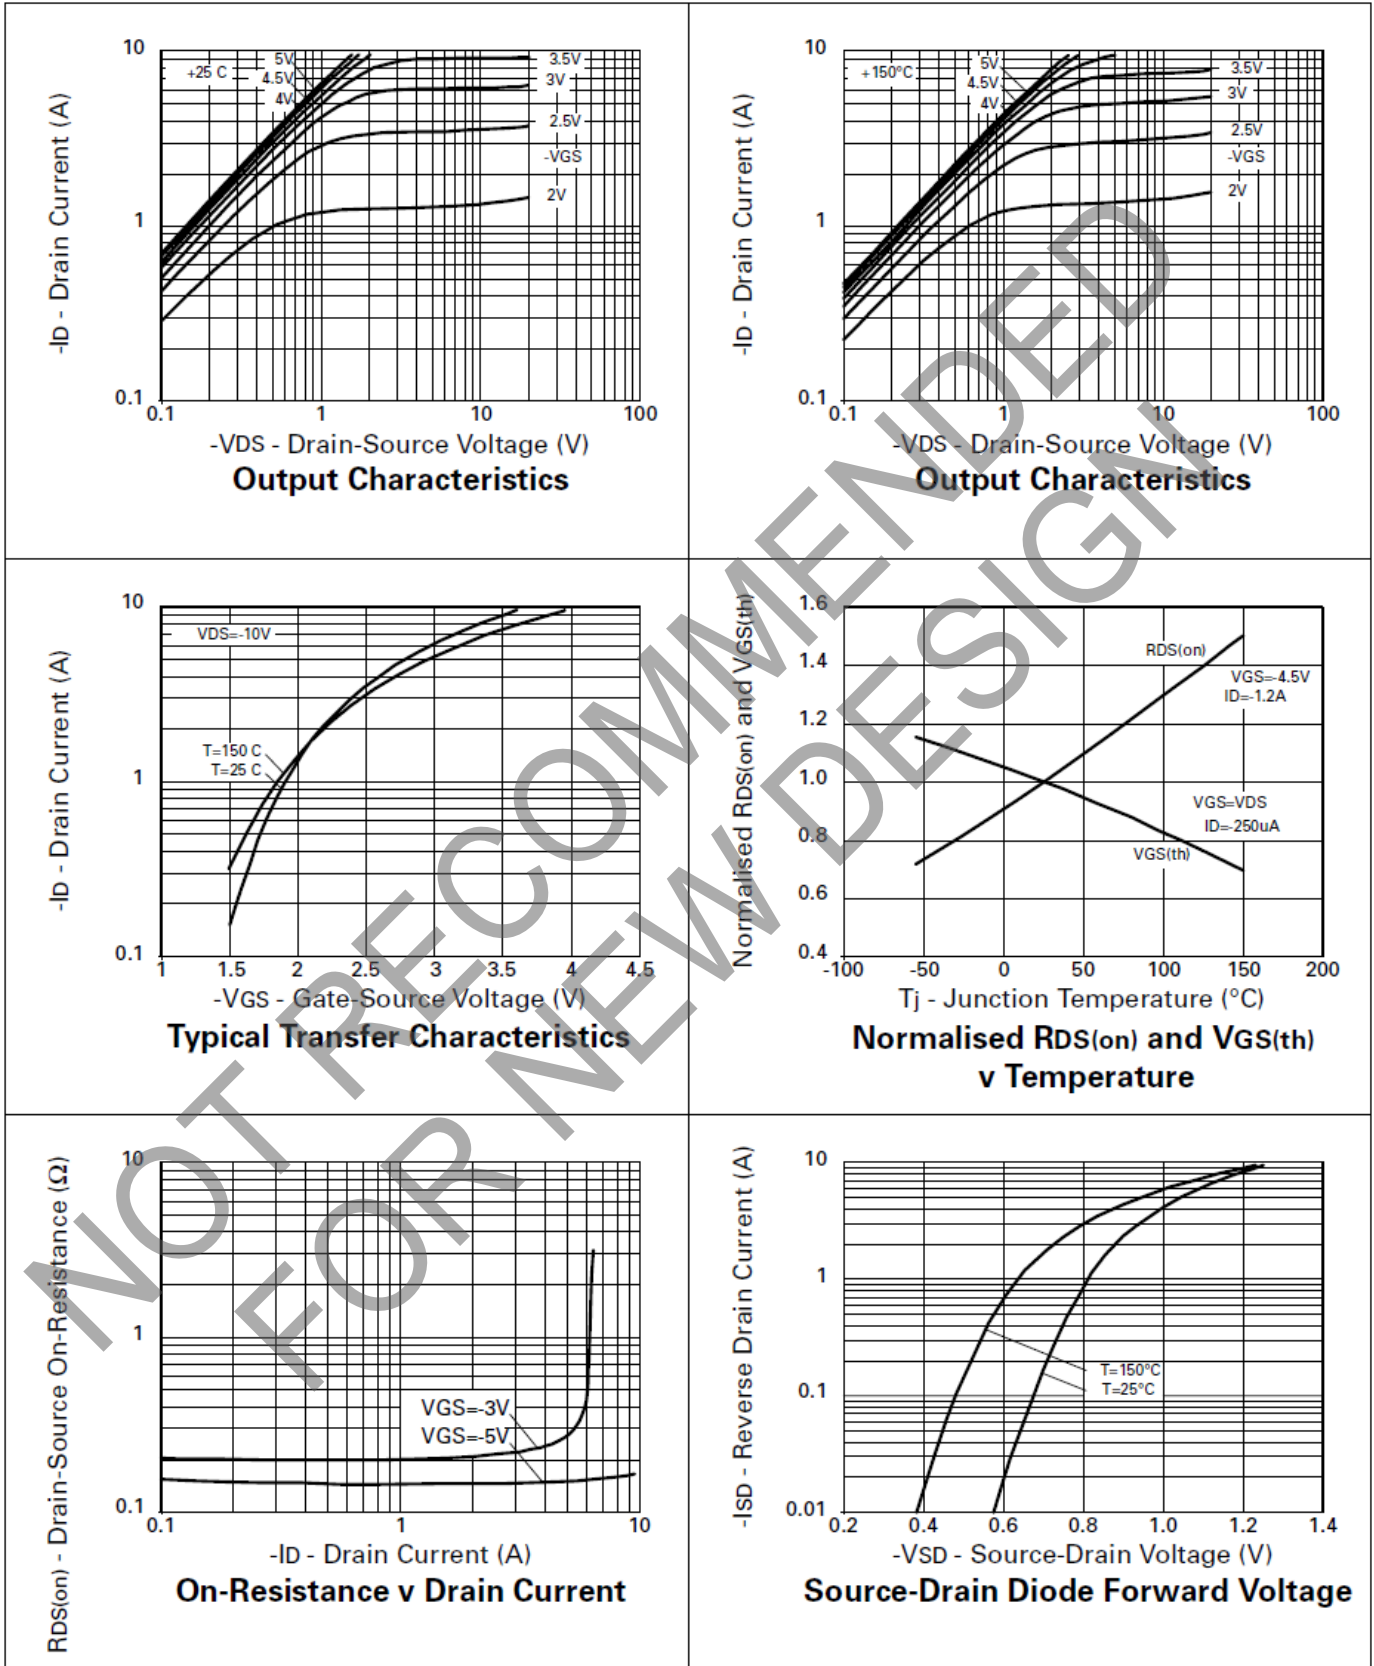 10
+25 C
5V
4.5V
4V
3.5V
3V
2.5V
-VGS
2V
1
0.1
0.1
1
10
100
-ID - Drain Current (A)
-VDS - Drain-Source Voltage (V)
Output Characteristics
10
+150°C
5V
4.5V
4V
3.5V
3V
2.5V
-VGS
2V
1
0.1
0.1
1
10
100
-ID - Drain Current (A)
-VDS - Drain-Source Voltage (V)
Output Characteristics
10
VDS=-10V
T=150 C
T=25 C
1
0.1
1
1.5
2
2.5
3
3.5
4
4.5
-ID - Drain Current (A)
-VGS - Gate-Source Voltage (V)
Typical Transfer Characteristics
1.6
1.4
1.2
1.0
0.8
0.6
0.4
RDS(on)
VGS=-4.5V
ID=-1.2A
VGS=VDS
ID=-250uA
VGS(th)
-100
-50
0
50
100
150
200
Normalised RDS(on) and VGS(th)
Tj - Junction Temperature (°C)
Normalised RDS(on) and VGS(th)
v Temperature
10
1
0.1
VGS=-3V
VGS=-5V
0.1
1
10
RDS(on) - Drain-Source On-Resistance (Ω)
-ID - Drain Current (A)
On-Resistance v Drain Current
10
1
0.1
0.01
T=150°C
T=25°C
0.2
0.4
0.6
0.8
1.0
1.2
1.4
-ISD - Reverse Drain Current (A)
-VSD - Source-Drain Voltage (V)
Source-Drain Diode Forward Voltage
NOT RECOMMENDED
FOR NEW DESIGN